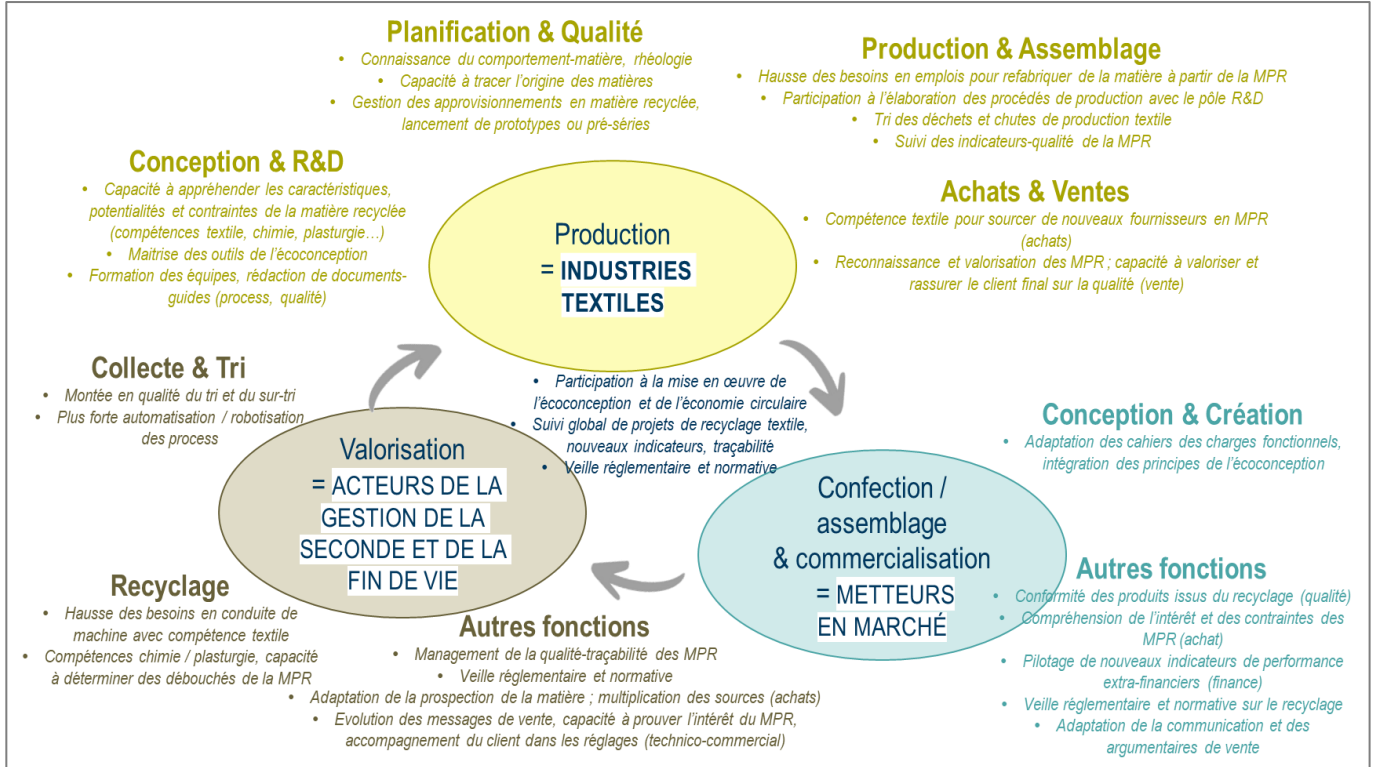 Planification & Qualité
• Connaissance du comportement-matière, rhéologie
• Capacité à tracer l'origine des matières
• Gestion des approvisionnements en matière recyclée,
lancement de prototypes ou pré-séries
Production & Assemblage
• Hausse des besoins en emplois pour refabriquer de la matière à partir de la MPR
• Participation à l'élaboration des procédés de production avec le pôle R&D
• Tri des déchets et chutes de production textile
• Suivi des indicateurs-qualité de la MPR
Conception & R&D
• Capacité à appréhender les caractéristiques,
potentialités et contraintes de la matière recyclée
(compétences textile, chimie, plasturgie…)
• Maitrise des outils de l'écoconception
• Formation des équipes, rédaction de documents-
guides (process, qualité)
Achats & Ventes
• Compétence textile pour sourcer de nouveaux fournisseurs en MPR
(achats)
• Reconnaissance et valorisation des MPR ; capacité à valoriser et
rassurer le client final sur la qualité (vente)
Production
= INDUSTRIES
TEXTILES
Collecte & Tri
• Montée en qualité du tri et du sur-tri
• Plus forte automatisation / robotisation
des process
• Participation à la mise en œuvre de
l'écoconception et de l'économie circulaire
• Suivi global de projets de recyclage textile,
nouveaux indicateurs, traçabilité
• Veille réglementaire et normative
Valorisation
= ACTEURS DE LA
GESTION DE LA
SECONDE ET DE LA
FIN DE VIE
Conception & Création
• Adaptation des cahiers des charges fonctionnels,
intégration des principes de l'écoconception
Confection /
assemblage
& commercialisation
= METTEURS
EN MARCHÉ
Recyclage
• Hausse des besoins en conduite de
machine avec compétence textile
• Compétences chimie / plasturgie, capacité
à déterminer des débouchés de la MPR
Autres fonctions
• Management de la qualité-traçabilité des MPR
• Veille réglementaire et normative
• Adaptation de la prospection de la matière ; multiplication des sources (achats)
• Evolution des messages de vente, capacité à prouver l'intérêt du MPR,
accompagnement du client dans les réglages (technico-commercial)
Autres fonctions
• Conformité des produits issus du recyclage (qualité)
• Compréhension de l'intérêt et des contraintes des
MPR (achat)
• Pilotage de nouveaux indicateurs de performance
extra-financiers (finance)
• Veille réglementaire et normative sur le recyclage
• Adaptation de la communication et des
argumentaires de vente